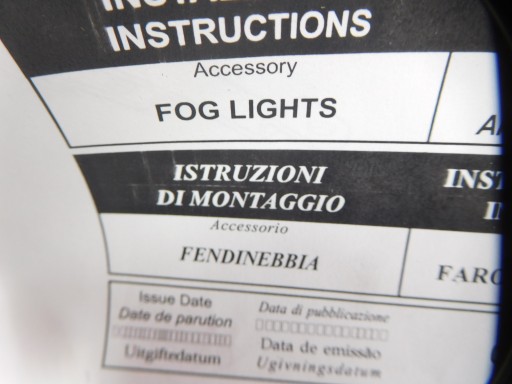 INSTRUCTIONS
Accessory
FOG LIGHTS
ISTRUZIONI
DI MONTAGGIO
Accessorio
FENDINEBBIA
Issue Date
Date de parution
Uitgiftedatum
Data di pubblicazione
Data de emissão
Utgivningsdatum